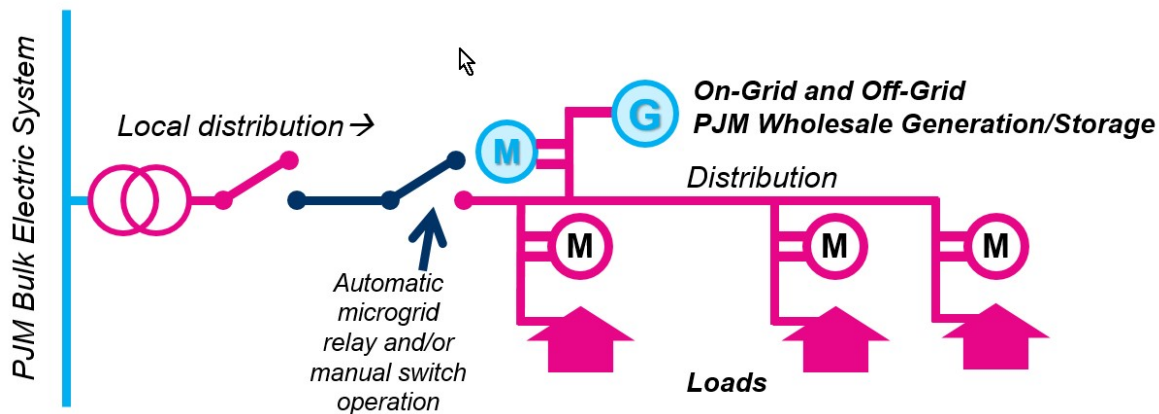 PJM Bulk Electric System
Local distribution→
M
G
On-Grid and Off-Grid
PJM Wholesale Generation/Storage
Distribution
M
M
M
Automatic
microgrid
relay and/or
manual switch
operation
Loads